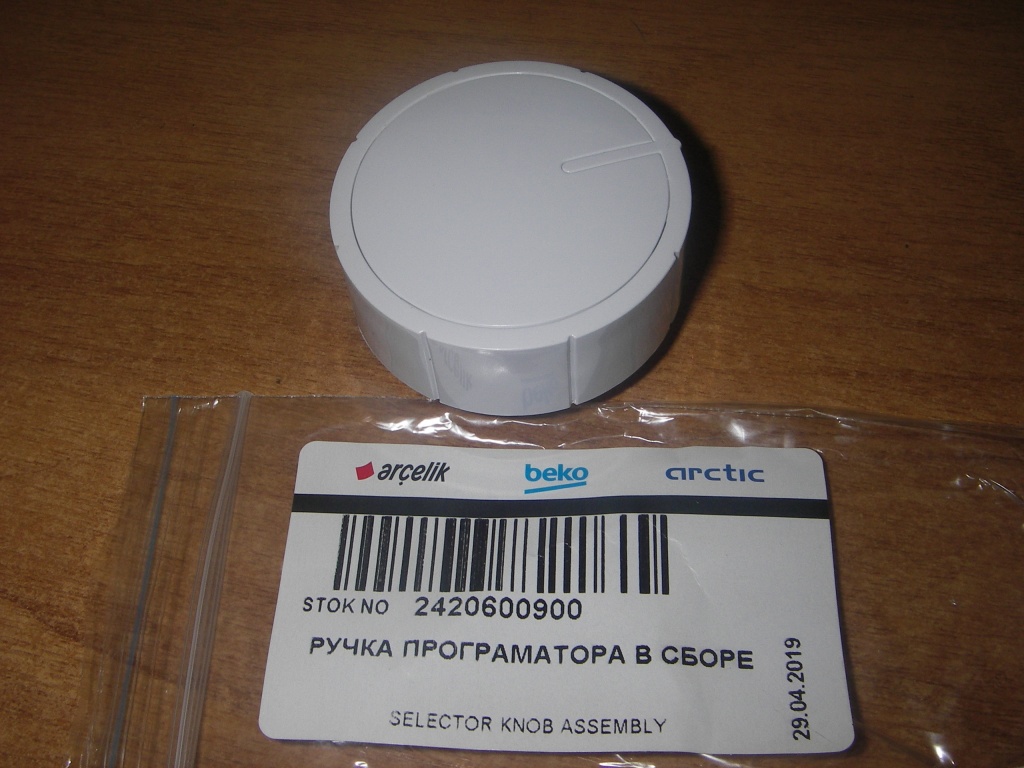 arçelik beko arctic
STOK NO 2420600900
РУЧКА ПРОГРАМАТОРА В СБОРЕ
SELECTOR KNOB ASSEMBLY
29.04.2019